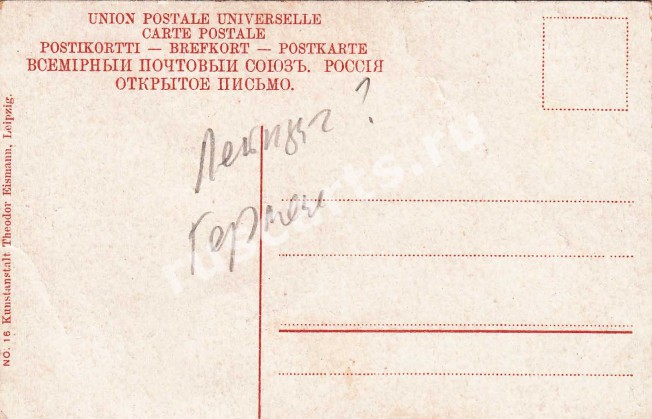 UNION POSTALE UNIVERSELLE
CARTE POSTALE
POSTIKORTTI — BREFKORT — POSTKARTE
ВСЕМІРНЫЙ ПОЧТОВЫЙ СОЮЗЪ. РОССІЯ
ОТКРЫТОЕ ПИСЬМО.
NO. 16 Kunstanstalt Theodor Eismann, Leipzig.
?